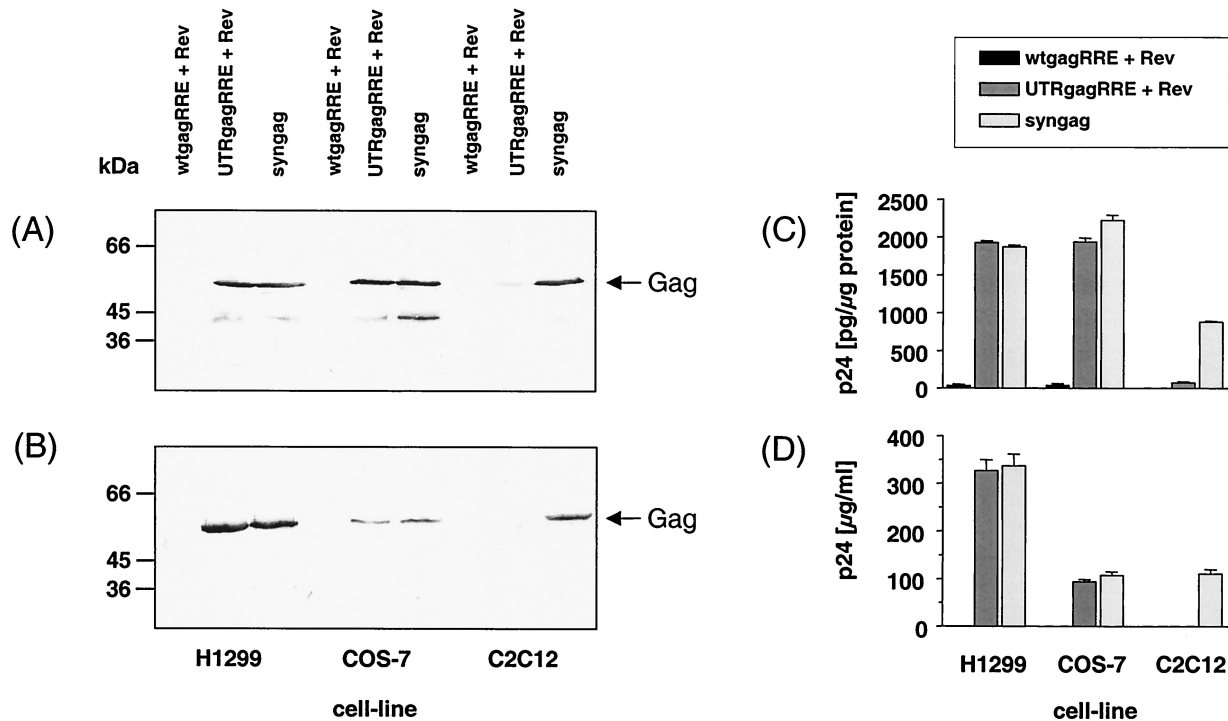 wtgagRRE + Rev
UTRgagRRE + Rev
syngag
wtgagRRE + Rev
UTRgagRRE + Rev
syngag
wtgagRRE + Rev
UTRgagRRE + Rev
syngag
kDa
(A)
66
45
36
Gag
(B)
66
45
36
Gag
H1299
COS-7
C2C12
cell-line
wtgagRRE + Rev
UTRgagRRE + Rev
syngag
(C)
p24 [pg/µg protein]
2500
2000
1500
1000
500
0
(D)
p24 [µg/ml]
400
300
200
100
0
H1299
COS-7
C2C12
cell-line